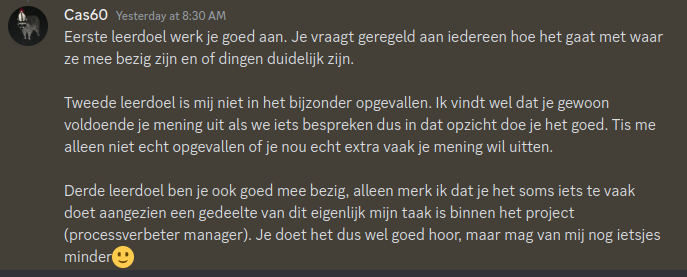 Cas60 Yesterday at 8:30 AM
Eerste leerdoel werk je goed aan. Je vraagt geregeld aan iedereen hoe het gaat met waar
ze mee bezig zijn en of dingen duidelijk zijn.
Tweede leerdoel is mij niet in het bijzonder opgevallen. Ik vindt wel dat je gewoon
voldoende je mening uit als we iets bespreken dus in dat opzicht doe je het goed. Tis me
alleen niet echt opgevallen of je nou echt extra vaak je mening wil uitten.
Derde leerdoel ben je ook goed mee bezig, alleen merk ik dat je het soms iets te vaak
doet aangezien een gedeelte van dit eigenlijk mijn taak is binnen het project
(processverbeter manager). Je doet het dus wel goed hoor, maar mag van mij nog ietsjes
minder🙂